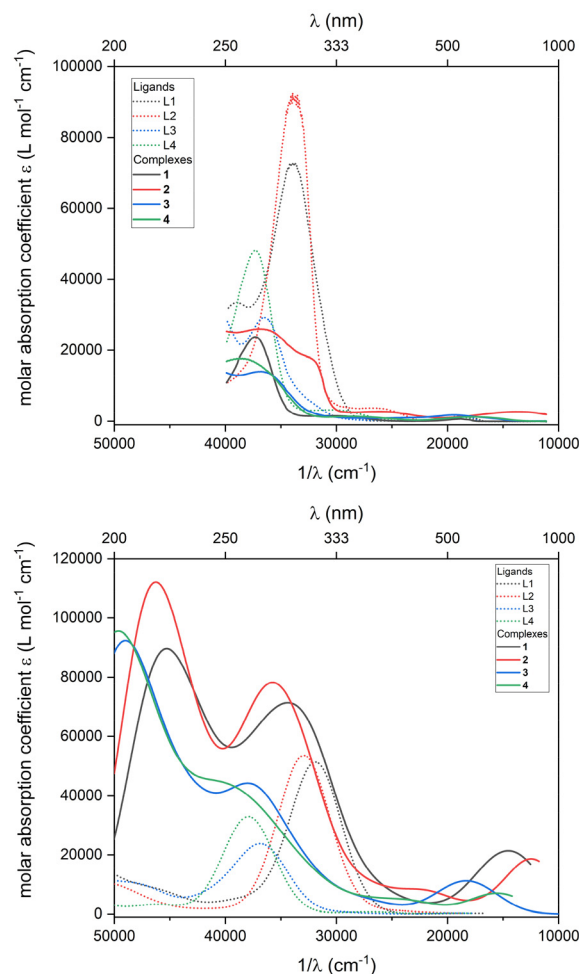 λ (nm)
200 250 333 500 1000
molar absorption coefficient ε (L mol⁻¹ cm⁻¹)
100000
80000
60000
40000
20000
0
Ligands
L1
L2
L3
L4
Complexes
1
2
3
4
50000 40000 30000 20000 10000
1/λ (cm⁻¹)
λ (nm)
200 250 333 500 1000
molar absorption coefficient ε (L mol⁻¹ cm⁻¹)
120000
100000
80000
60000
40000
20000
0
Ligands
L1
L2
L3
L4
Complexes
1
2
3
4
50000 40000 30000 20000 10000
1/λ (cm⁻¹)